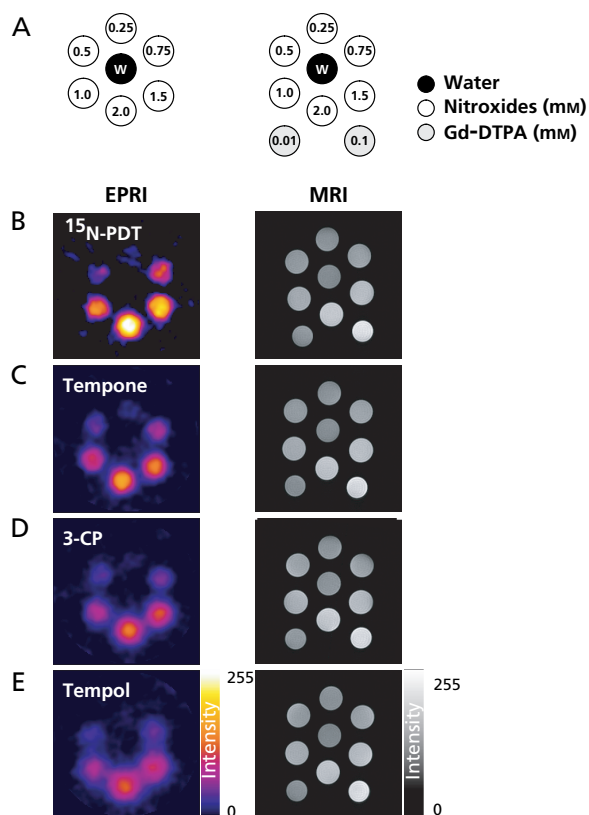 A
0.25
0.5
0.75
W
1.0
1.5
2.0
0.25
0.5
0.75
W
1.0
1.5
2.0
0.01
0.1
Water
Nitroxides (mM)
Gd-DTPA (mM)
EPRI
MRI
B
15N-PDT
C
Tempone
D
3-CP
E
Tempol
255
Intensity
0
255
Intensity
0